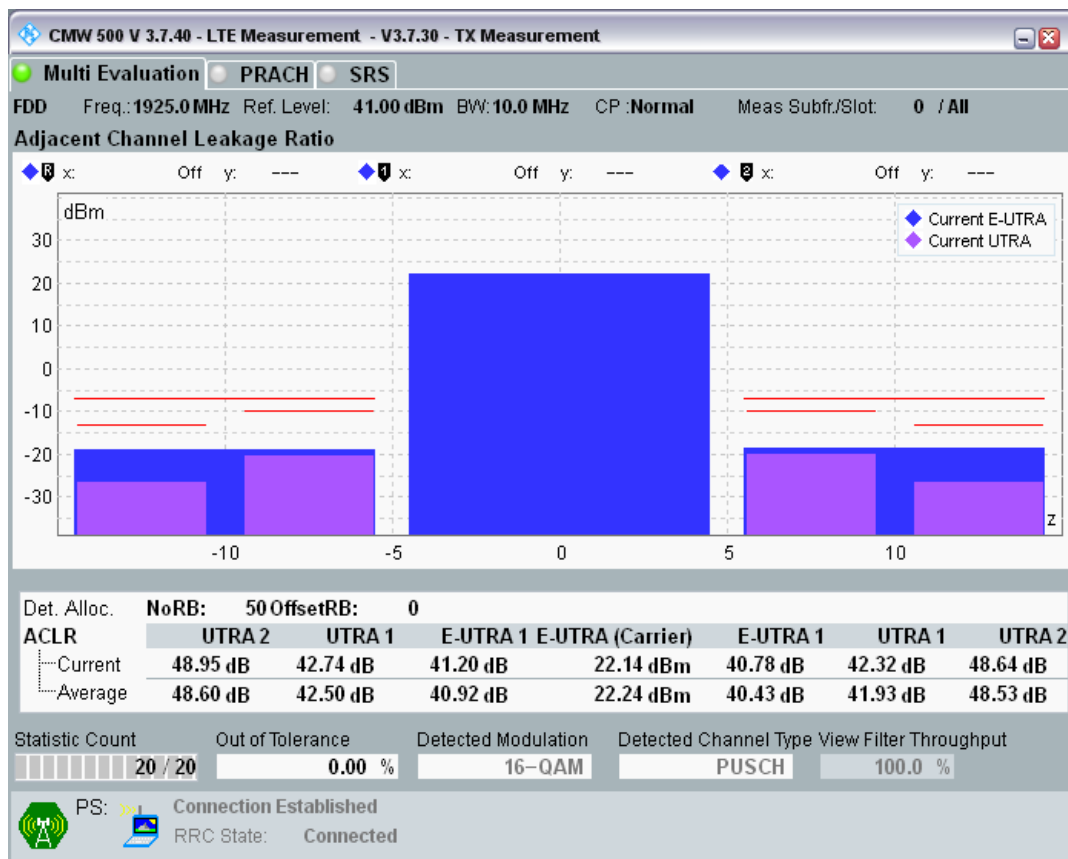 CMW 500 V 3.7.40 - LTE Measurement - V3.7.30 - TX Measurement
Multi Evaluation PRACH SRS
FDD Freq.:1925.0 MHz Ref. Level: 41.00 dBm BW:10.0 MHz CP :Normal Meas Subfr./Slot: 0 / All
Adjacent Channel Leakage Ratio
R x: Off y: --- 1 x: Off y: --- 2 x: Off y: ---
dBm
Current E-UTRA
Current UTRA
30
20
10
0
-10
-20
-30
z
-10 -5 0 5 10
Det. Alloc. NoRB: 50 OffsetRB: 0
ACLR UTRA 2 UTRA 1 E-UTRA 1 E-UTRA (Carrier) E-UTRA 1 UTRA 1 UTRA 2
Current 48.95 dB 42.74 dB 41.20 dB 22.14 dBm 40.78 dB 42.32 dB 48.64 dB
Average 48.60 dB 42.50 dB 40.92 dB 22.24 dBm 40.43 dB 41.93 dB 48.53 dB
Statistic Count Out of Tolerance Detected Modulation Detected Channel Type View Filter Throughput
20 / 20 0.00 % 16-QAM PUSCH 100.0 %
PS: Connection Established
RRC State: Connected